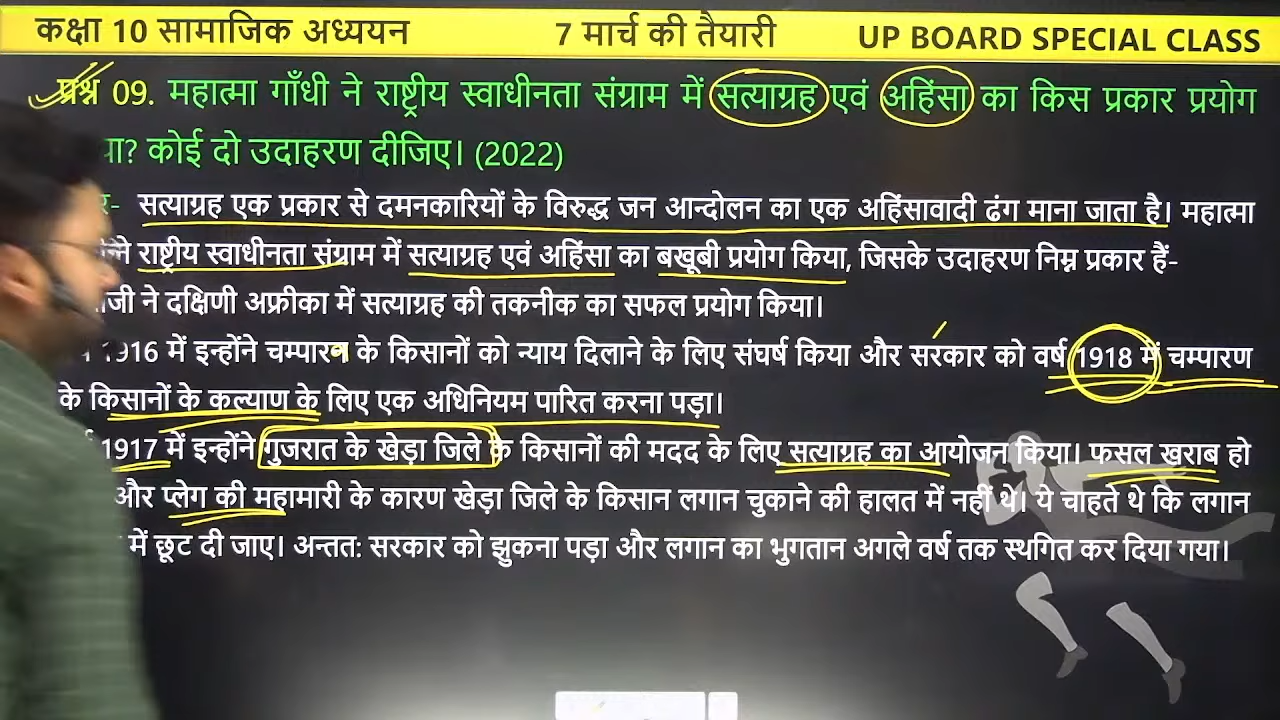 कक्षा 10 सामाजिक अध्ययन 7 मार्च की तैयारी UP BOARD SPECIAL CLASS
प्रश्न 09. महात्मा गाँधी ने राष्ट्रीय स्वाधीनता संग्राम में सत्याग्रह एवं अहिंसा का किस प्रकार प्रयोग
कोई दो उदाहरण दीजिए। (2022)
सत्याग्रह एक प्रकार से दमनकारियों के विरुद्ध जन आन्दोलन का एक अहिंसावादी ढंग माना जाता है। महात्मा
राष्ट्रीय स्वाधीनता संग्राम में सत्याग्रह एवं अहिंसा का बखूबी प्रयोग किया, जिसके उदाहरण निम्न प्रकार हैं-
ने दक्षिणी अफ्रीका में सत्याग्रह की तकनीक का सफल प्रयोग किया।
1916 में इन्होंने चम्पारन के किसानों को न्याय दिलाने के लिए संघर्ष किया और सरकार को वर्ष 1918 में चम्पारण
के किसानों के कल्याण के लिए एक अधिनियम पारित करना पड़ा।
1917 में इन्होंने गुजरात के खेड़ा जिले के किसानों की मदद के लिए सत्याग्रह का आयोजन किया। फसल खराब हो
और प्लेग की महामारी के कारण खेड़ा जिले के किसान लगान चुकाने की हालत में नहीं थे। ये चाहते थे कि लगान
में छूट दी जाए। अन्तत: सरकार को झुकना पड़ा और लगान का भुगतान अगले वर्ष तक स्थगित कर दिया गया।